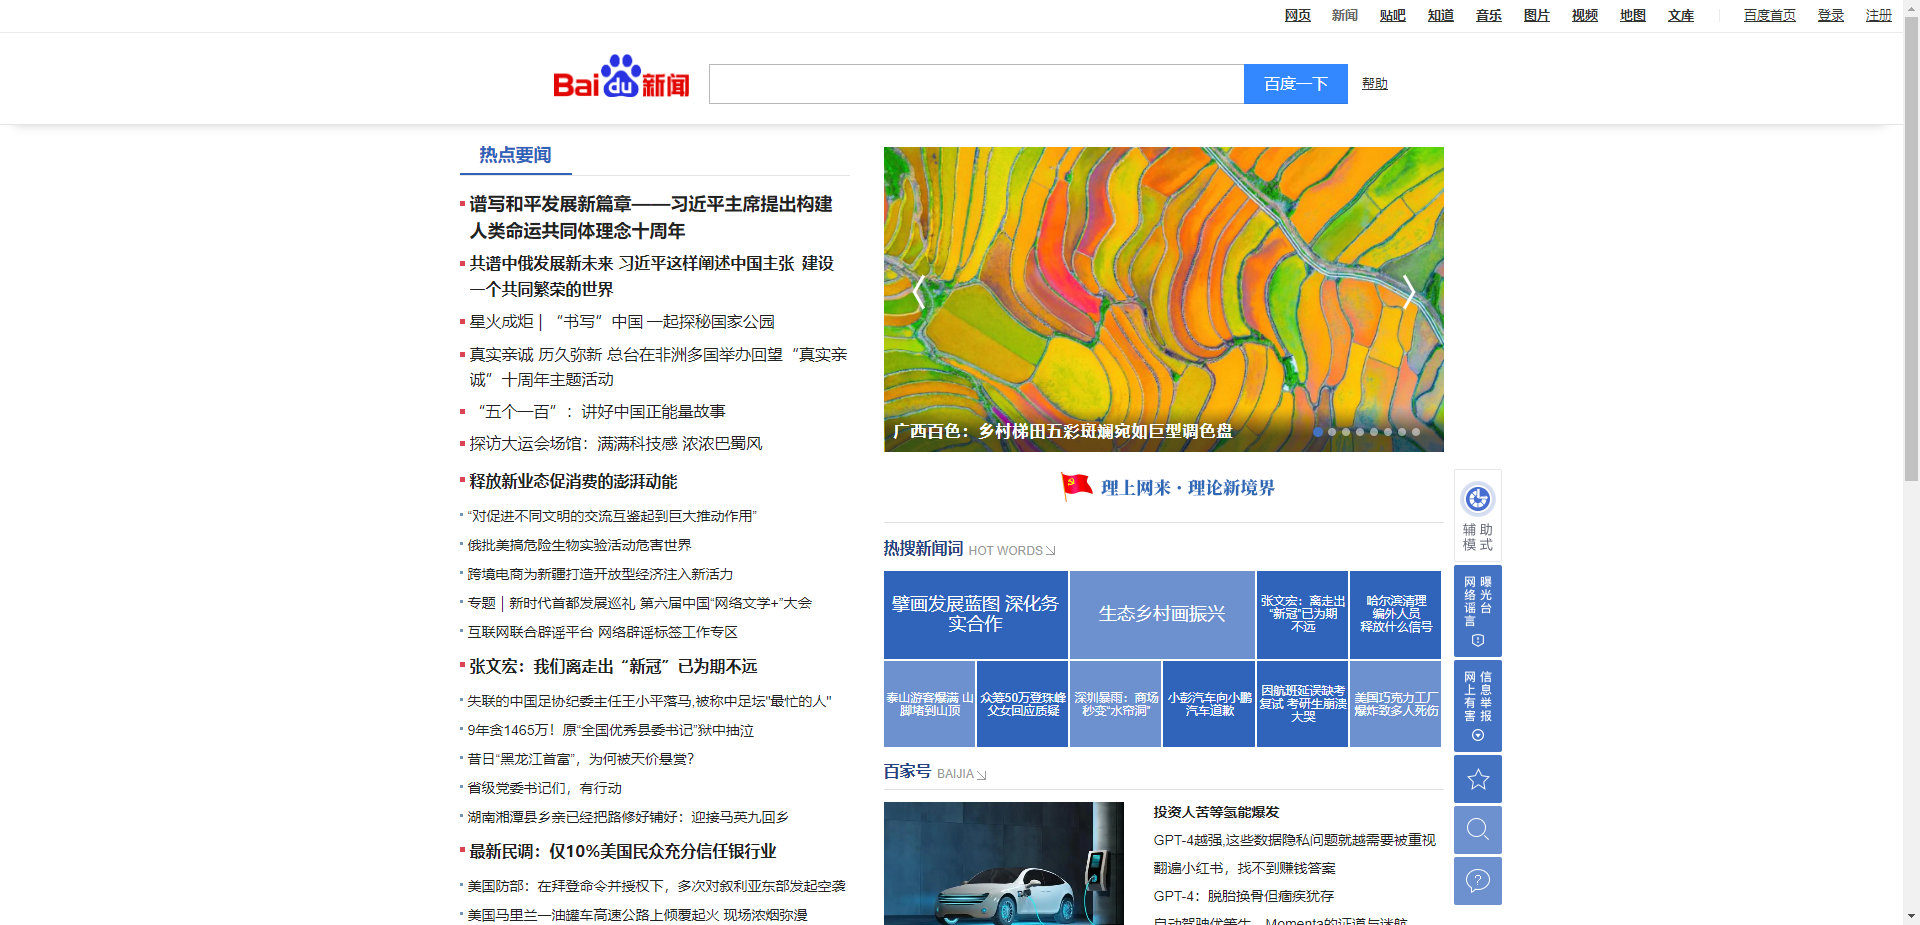 网页 新闻 贴吧 知道 音乐 图片 视频 地图 文库 百度首页 登录 注册
Baidu新闻
百度一下 帮助
热点要闻
谱写和平发展新篇章——习近平主席提出构建
人类命运共同体理念十周年
共谱中俄发展新未来 习近平这样阐述中国主张 建设
一个共同繁荣的世界
星火成炬 | “书写”中国 一起探秘国家公园
真实亲诚 历久弥新 总台在非洲多国举办回望“真实亲
诚”十周年主题活动
“五个一百”：讲好中国正能量故事
探访大运会场馆：满满科技感 浓浓巴蜀风
释放新业态促消费的澎湃动能
“对促进不同文明的交流互鉴起到巨大推动作用”
俄批美搞危险生物实验活动危害世界
跨境电商为新疆打造开放型经济注入新活力
专题 | 新时代首都发展巡礼 第六届中国“网络文学+”大会
互联网联合辟谣平台 网络辟谣标签工作专区
张文宏：我们离走出“新冠”已为期不远
失联的中国足协纪委主任王小平落马,被称中足坛"最忙的人"
9年贪1465万！原“全国优秀县委书记”狱中抽泣
昔日“黑龙江首富”，为何被天价悬赏？
省级党委书记们，有行动
湖南湘潭县乡亲已经把路修好铺好：迎接马英九回乡
最新民调：仅10%美国民众充分信任银行业
美国防部：在拜登命令并授权下，多次对叙利亚东部发起空袭
美国马里兰一油罐车高速公路上倾覆起火 现场浓烟弥漫
广西百色：乡村梯田五彩斑斓宛如巨型调色盘
理上网来·理论新境界
热搜新闻词 HOT WORDS
擘画发展蓝图 深化务
实合作
生态乡村画振兴
张文宏：离走出
“新冠”已为期
不远
哈尔滨清理
编外人员
释放什么信号
泰山游客爆满 山
脚堵到山顶
众筹50万登珠峰
父女回应质疑
深圳暴雨：商场
秒变“水帘洞”
小彭汽车向小鹏
汽车道歉
因航班延误缺考
复试 考研生崩溃
大哭
美国巧克力工厂
爆炸致多人死伤
百家号 BAIJIA
投资人苦等氢能爆发
GPT-4越强,这些数据隐私问题就越需要被重视
翻遍小红书，找不到赚钱答案
GPT-4：脱胎换骨但痼疾犹存
自动驾驶优等生，Momenta的证道与迷航
辅助
模式
网络谣言
曝光台
网上有害
信息举报